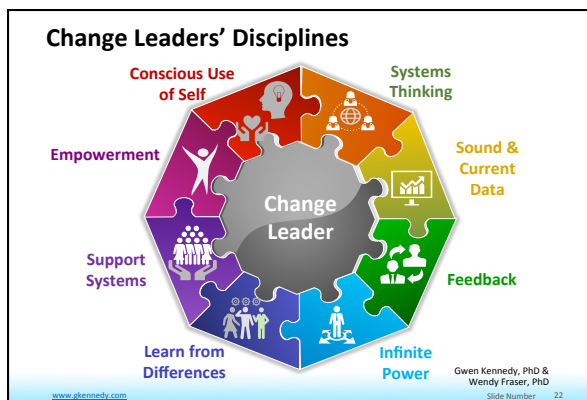 Change Leaders’ Disciplines
Conscious Use
of Self
Systems
Thinking
Empowerment
Sound &
Current
Data
Change
Leader
Support
Systems
Feedback
Learn from
Differences
Infinite
Power
Gwen Kennedy, PhD &
Wendy Fraser, PhD
www.gkennedy.com
Slide Number 22